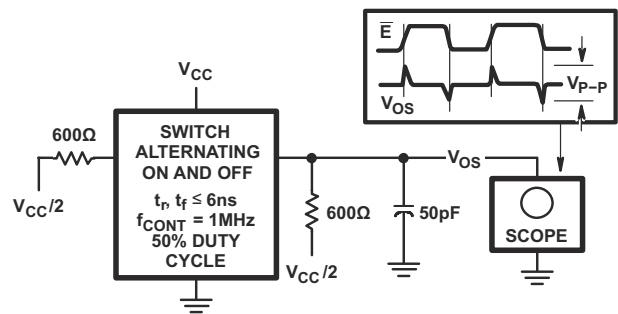 E
V_P−P
V_OS
V_CC
600Ω
V_CC/2
SWITCH
ALTERNATING
ON AND OFF
t_r, t_f ≤ 6ns
f_CONT = 1MHz
50% DUTY
CYCLE
V_OS
600Ω
50pF
V_CC/2
SCOPE